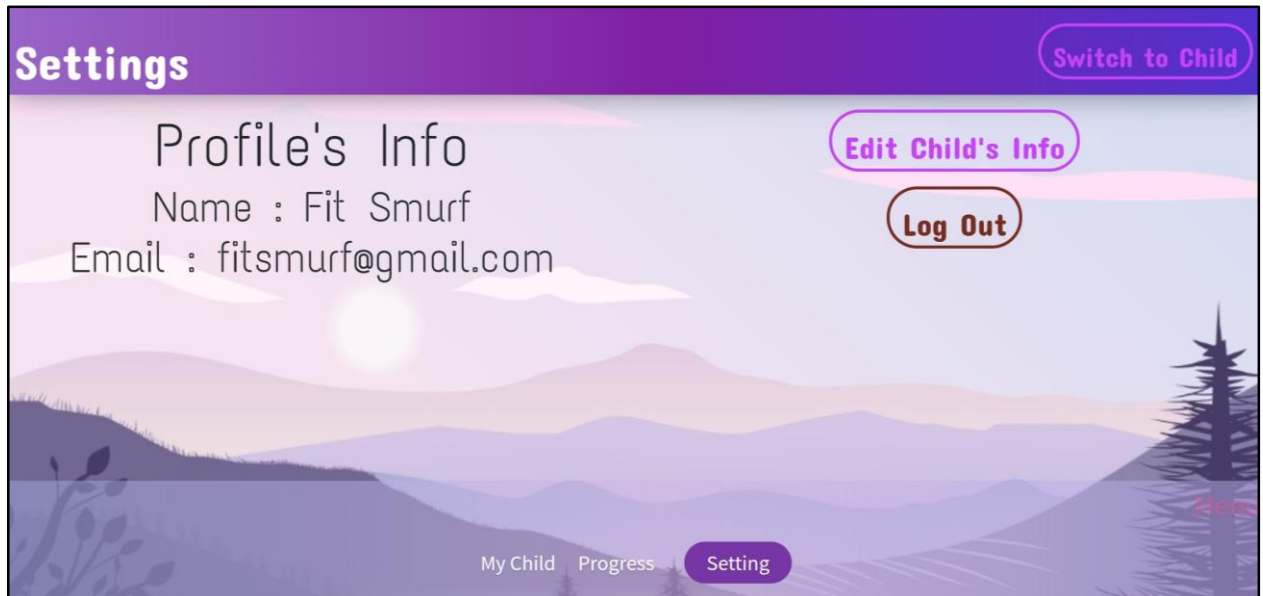 Settings
Switch to Child
Profile's Info
Edit Child's Info
Name : Fit Smurf
Log Out
Email : fitsmurf@gmail.com
Menu
My Child Progress Setting